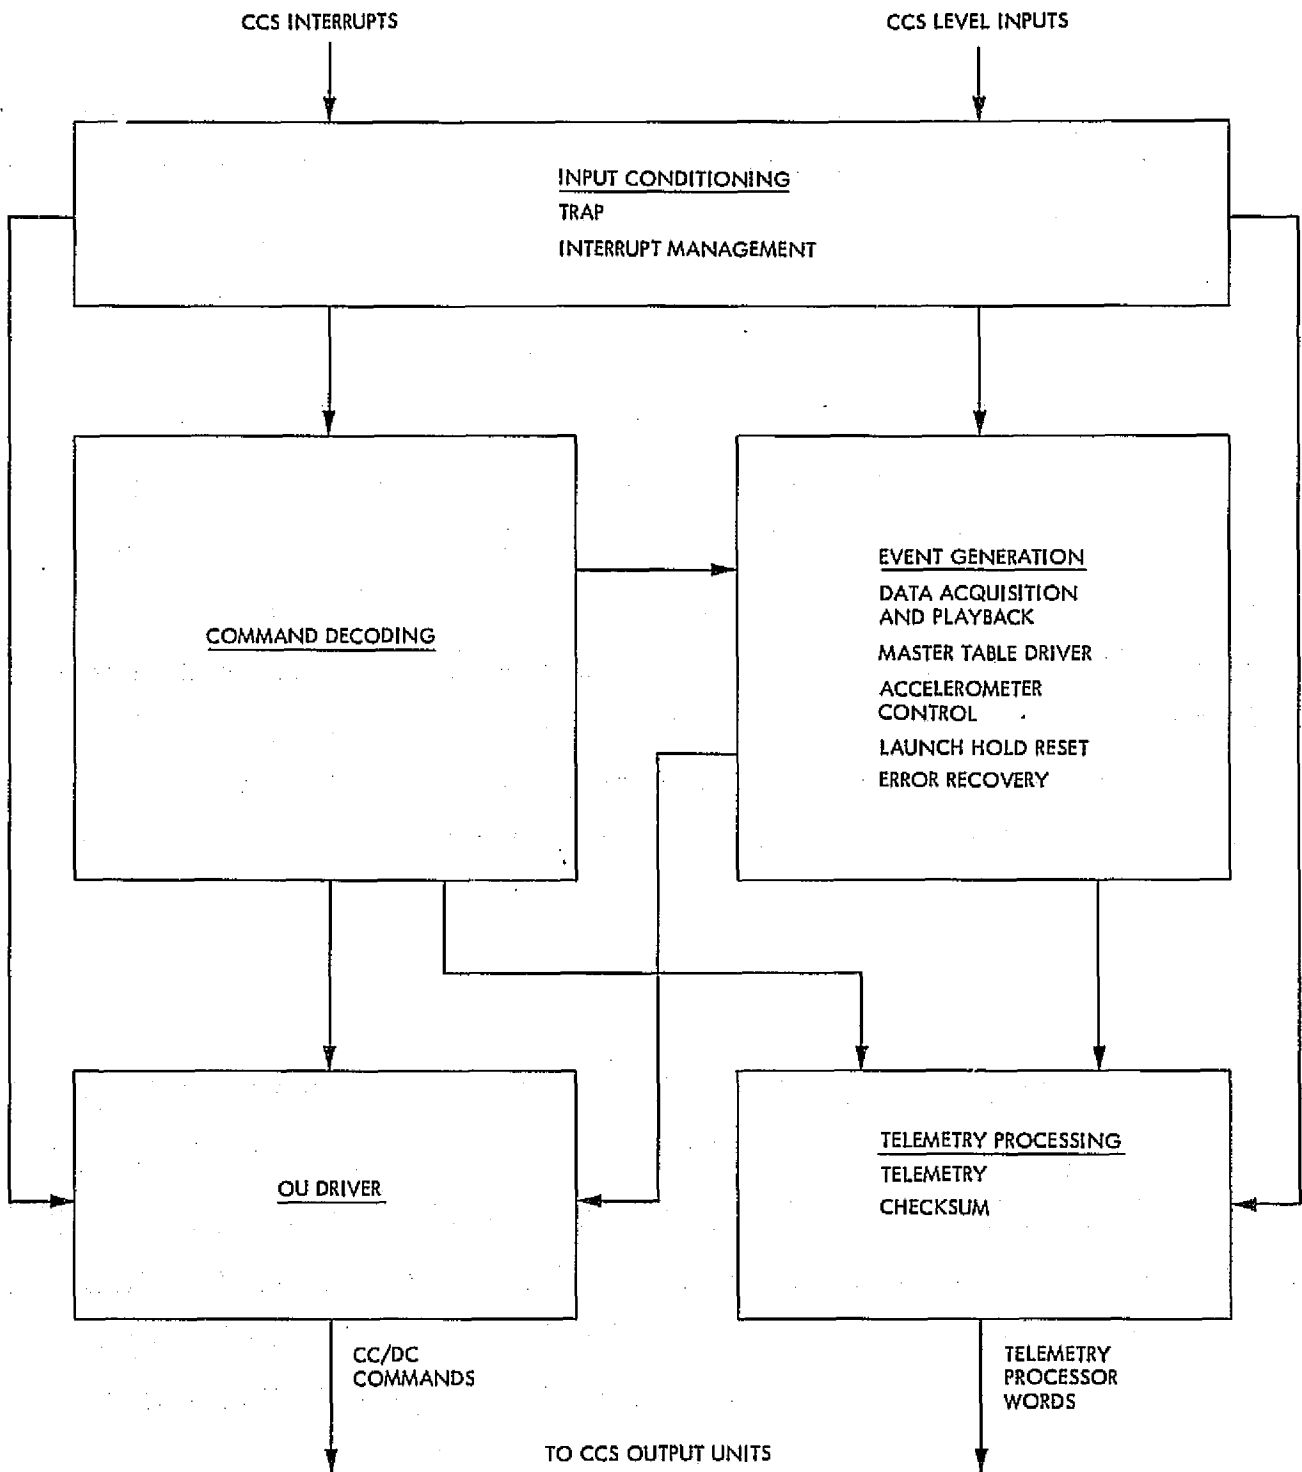 CCS INTERRUPTS
CCS LEVEL INPUTS
INPUT CONDITIONING
TRAP
INTERRUPT MANAGEMENT
COMMAND DECODING
EVENT GENERATION
DATA ACQUISITION
AND PLAYBACK
MASTER TABLE DRIVER
ACCELEROMETER
CONTROL
LAUNCH HOLD RESET
ERROR RECOVERY
OU DRIVER
TELEMETRY PROCESSING
TELEMETRY
CHECKSUM
CC/DC
COMMANDS
TELEMETRY
PROCESSOR
WORDS
TO CCS OUTPUT UNITS